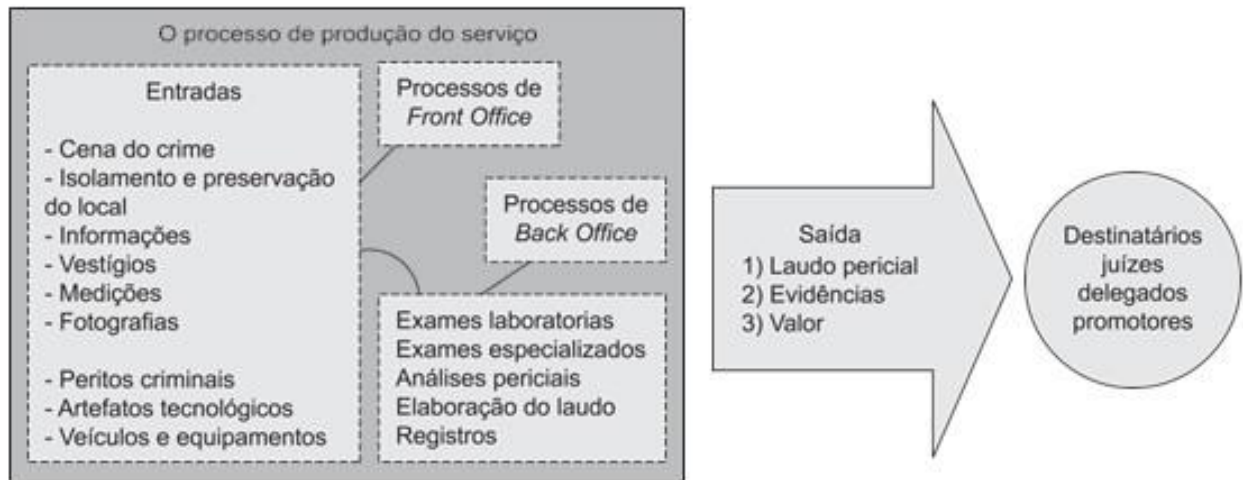 O processo de produção do serviço
Entradas
- Cena do crime
- Isolamento e preservação
do local
- Informações
- Vestígios
- Medições
- Fotografias
- Peritos criminais
- Artefatos tecnológicos
- Veículos e equipamentos
Processos de
Front Office
Processos de
Back Office
Exames laboratorias
Exames especializados
Análises periciais
Elaboração do laudo
Registros
Saída
1) Laudo pericial
2) Evidências
3) Valor
Destinatários
juízes
delegados
promotores